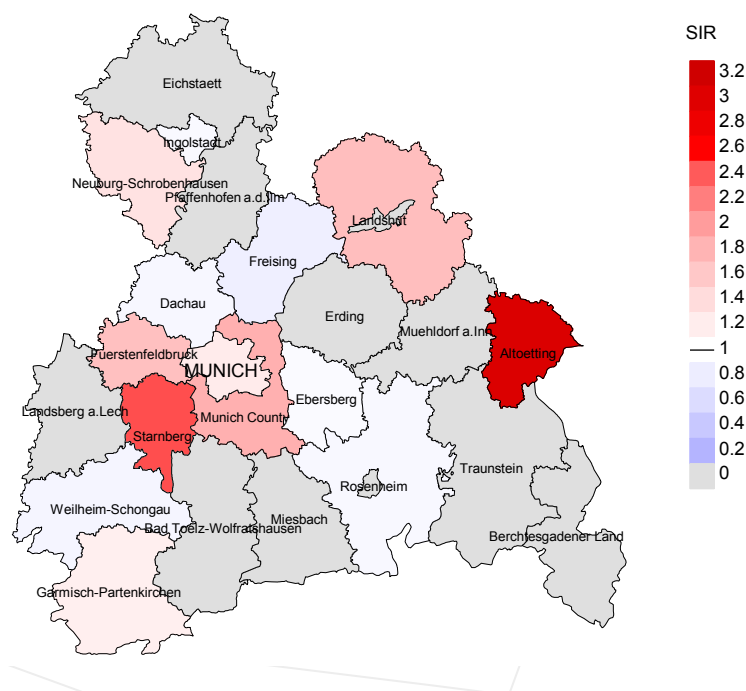 SIR
3.2
3
2.8
2.6
2.4
2.2
2
1.8
1.6
1.4
1.2
1
0.8
0.6
0.4
0.2
0
Eichstaett
Ingolstadt
Neuburg-Schrobenhausen
Pfaffenhofen a.d.Ilm
Landshut
Freising
Dachau
Erding
Muehldorf a.Inn
Altoetting
Fuerstenfeldbruck
MUNICH
Ebersberg
Landsberg a.Lech
Munich County
Starnberg
Traunstein
Rosenheim
Weilheim-Schongau
Miesbach
Bad Toelz-Wolfratshausen
Berchtesgadener Land
Garmisch-Partenkirchen